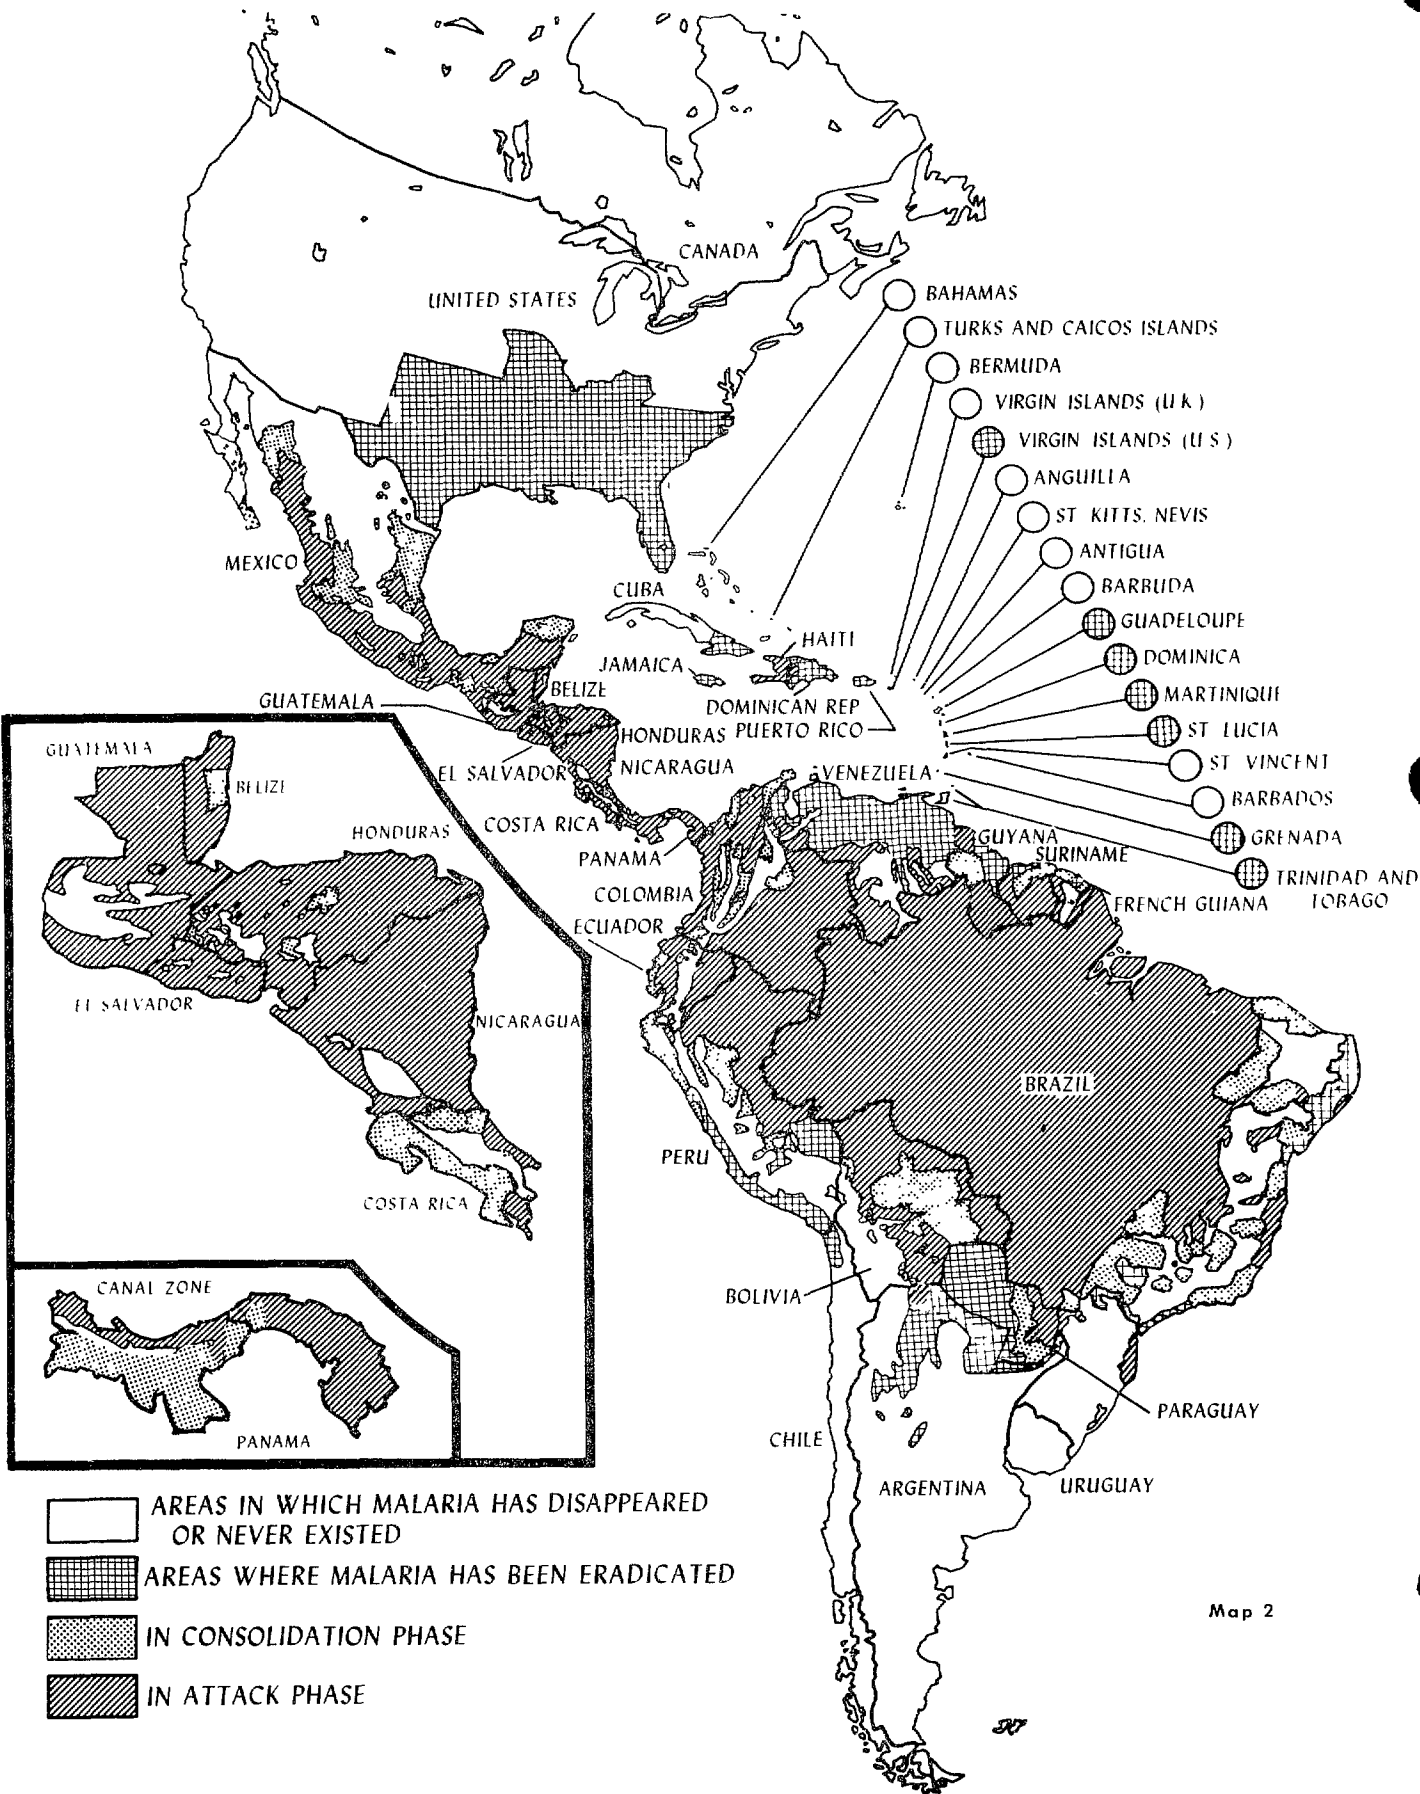 CANADA
UNITED STATES
BAHAMAS
TURKS AND CAICOS ISLANDS
BERMUDA
VIRGIN ISLANDS (U K)
VIRGIN ISLANDS (U S)
ANGUILLA
ST KITTS, NEVIS
ANTIGUA
BARBUDA
GUADELOUPE
DOMINICA
MARTINIQUE
ST LUCIA
ST VINCENT
BARBADOS
GRENADA
TRINIDAD AND
TOBAGO
MEXICO
CUBA
HAITI
JAMAICA
DOMINICAN REP
PUERTO RICO
BELIZE
GUATEMALA
HONDURAS
NICARAGUA
EL SALVADOR
COSTA RICA
PANAMA
VENEZUELA
GUYANA
SURINAME
FRENCH GUIANA
COLOMBIA
ECUADOR
BRAZIL
PERU
BOLIVIA
PARAGUAY
CHILE
ARGENTINA
URUGUAY
GUATEMALA
BELIZE
HONDURAS
EL SALVADOR
NICARAGUA
COSTA RICA
CANAL ZONE
PANAMA
AREAS IN WHICH MALARIA HAS DISAPPEARED
OR NEVER EXISTED
AREAS WHERE MALARIA HAS BEEN ERADICATED
IN CONSOLIDATION PHASE
IN ATTACK PHASE
Map 2